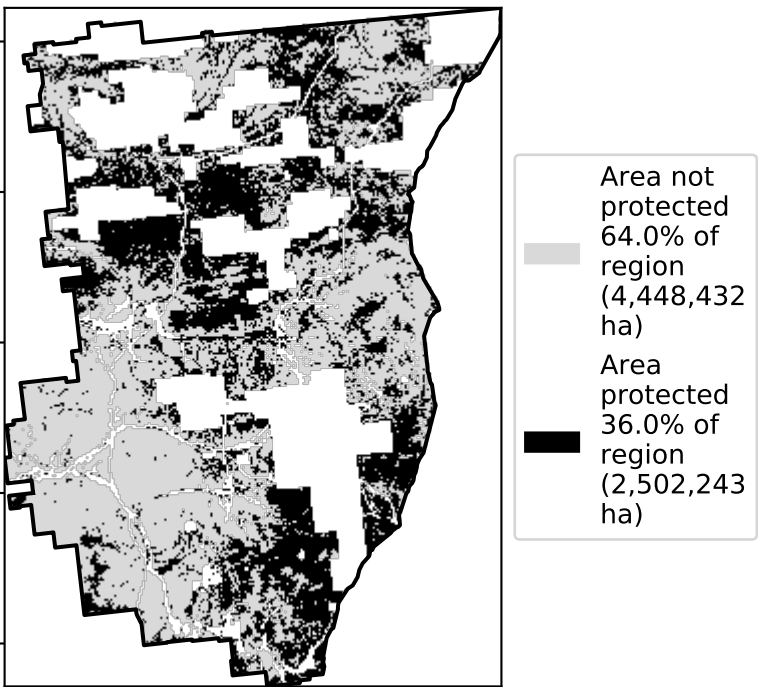 Area not
protected
64.0% of
region
(4,448,432
ha)
Area
protected
36.0% of
region
(2,502,243
ha)